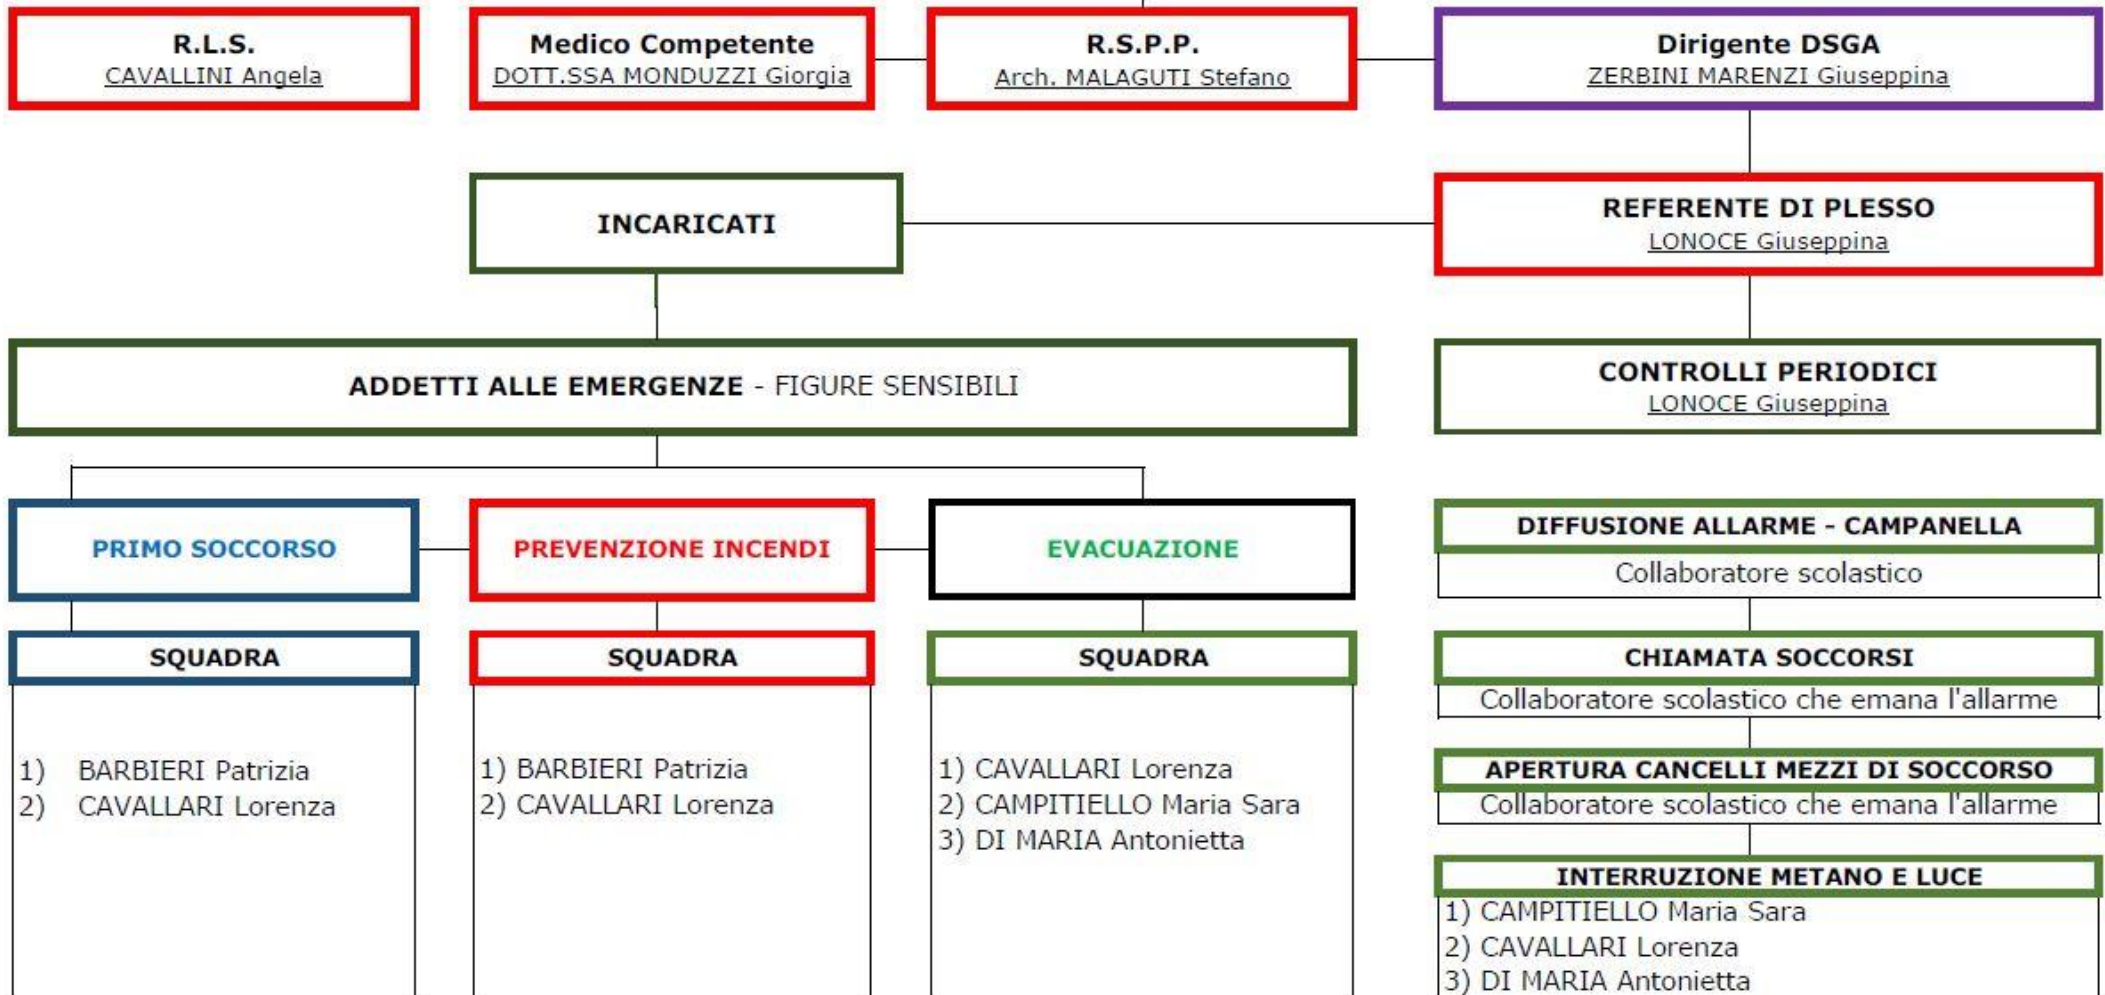 R.L.S.
CAVALLINI Angela
Medico Competente
DOTT.SSA MONDUZZI Giorgia
R.S.P.P.
Arch. MALAGUTI Stefano
Dirigente DSGA
ZERBINI MARENZI Giuseppina
INCARICATI
REFERENTE DI PLESSO
LONOCE Giuseppina
ADDETTI ALLE EMERGENZE - FIGURE SENSIBILI
CONTROLLI PERIODICI
LONOCE Giuseppina
PRIMO SOCCORSO
PREVENZIONE INCENDI
EVACUAZIONE
SQUADRA
1) BARBIERI Patrizia
2) CAVALLARI Lorenza
SQUADRA
1) BARBIERI Patrizia
2) CAVALLARI Lorenza
SQUADRA
1) CAVALLARI Lorenza
2) CAMPITIELLO Maria Sara
3) DI MARIA Antonietta
DIFFUSIONE ALLARME - CAMPANELLA
Collaboratore scolastico
CHIAMATA SOCCORSI
Collaboratore scolastico che emana l'allarme
APERTURA CANCELLI MEZZI DI SOCCORSO
Collaboratore scolastico che emana l'allarme
INTERRUZIONE METANO E LUCE
1) CAMPITIELLO Maria Sara
2) CAVALLARI Lorenza
3) DI MARIA Antonietta